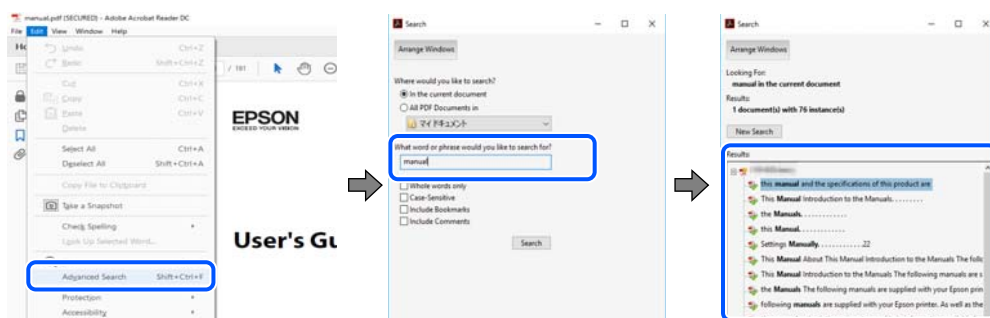 manual.pdf (SECURED) - Adobe Acrobat Reader DC
File Edit View Window Help
Undo Ctrl+Z
Shift+Ctrl+Z
Cut Ctrl+X
Copy Ctrl+C
Paste Ctrl+V
Delete
Select All Ctrl+A
Deselect All Shift+Ctrl+A
Copy File to Clipboard
Take a Snapshot
Check Spelling
Look Up Selected Word...
Advanced Search Shift+Ctrl+F
Protection
Accessibility
/ 181
EPSON
EXCEED YOUR VISION
User's Gu
Search
Arrange Windows
Where would you like to search?
In the current document
All PDF Documents in
マイドキュメント
What word or phrase would you like to search for?
manual
Whole words only
Case-Sensitive
Include Bookmarks
Include Comments
Search
Search
Arrange Windows
Looking For:
manual in the current document
Results:
1 document(s) with 76 instance(s)
New Search
Results:
this manual and the specifications of this product are
This Manual Introduction to the Manuals. . . . . . . . .
the Manuals. . . . . . . . . . . . .
this Manual. . . . . . . . . . . . .
Settings Manually. . . . . . . . . . . . .22
This Manual About This Manual Introduction to the Manuals The follo
This Manual Introduction to the Manuals The following manuals are s
the Manuals The following manuals are supplied with your Epson prin
following manuals are supplied with your Epson printer. As well as the